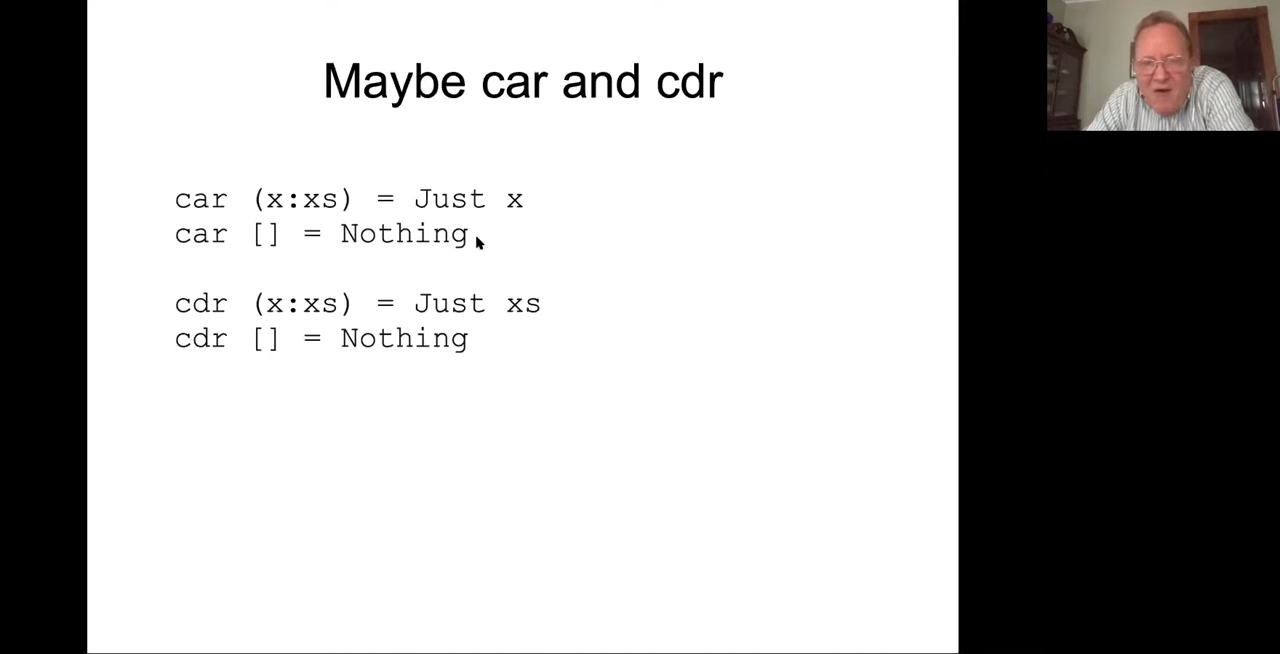 Maybe car and cdr
car (x:xs) = Just x
car [] = Nothing
cdr (x:xs) = Just xs
cdr [] = Nothing